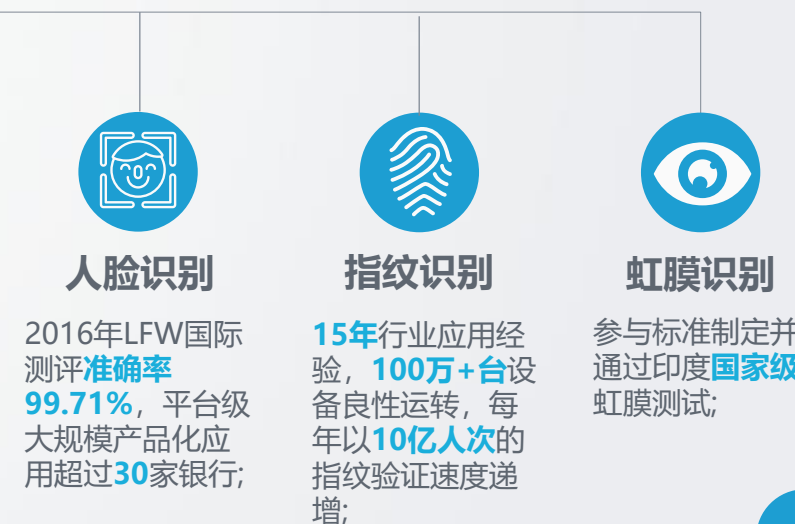 人脸识别
2016年LFW国际
测评准确率
99.71%，平台级
大规模产品化应
用超过30家银行;
指纹识别
15年行业应用经
验，100万+台设
备良性运转，每
年以10亿人次的
指纹验证速度递
增;
虹膜识别
参与标准制定并
通过印度国家级
虹膜测试;